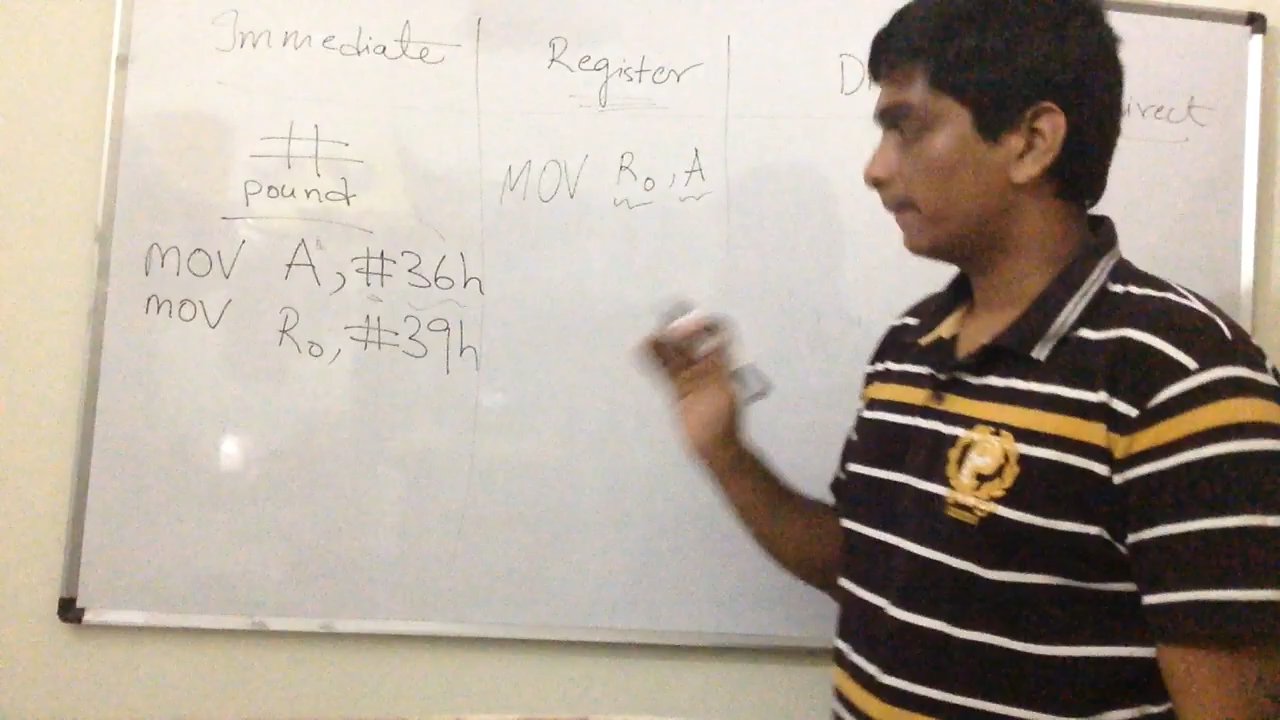 Immediate
#
pound
MOV A, #36h
MOV R0, #39h
Register
MOV R0, A